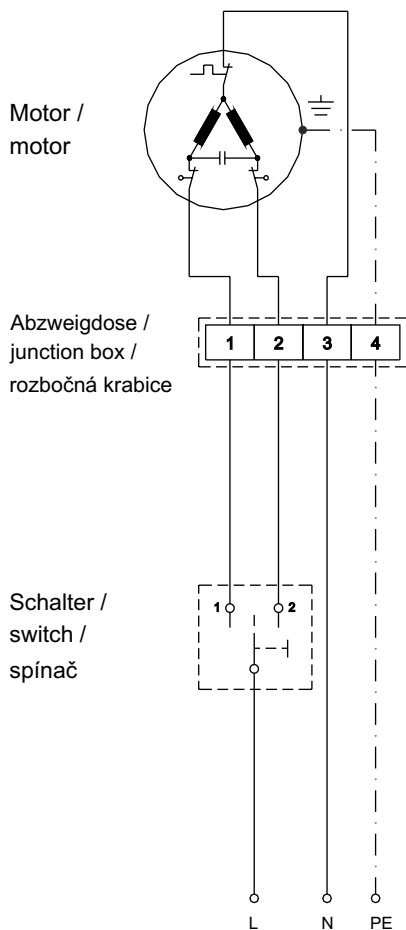 Motor /
motor
Abzweigdose /
junction box /
rozbočná krabice
1 2 3 4
Schalter /
switch /
spínač
1 2
L N PE